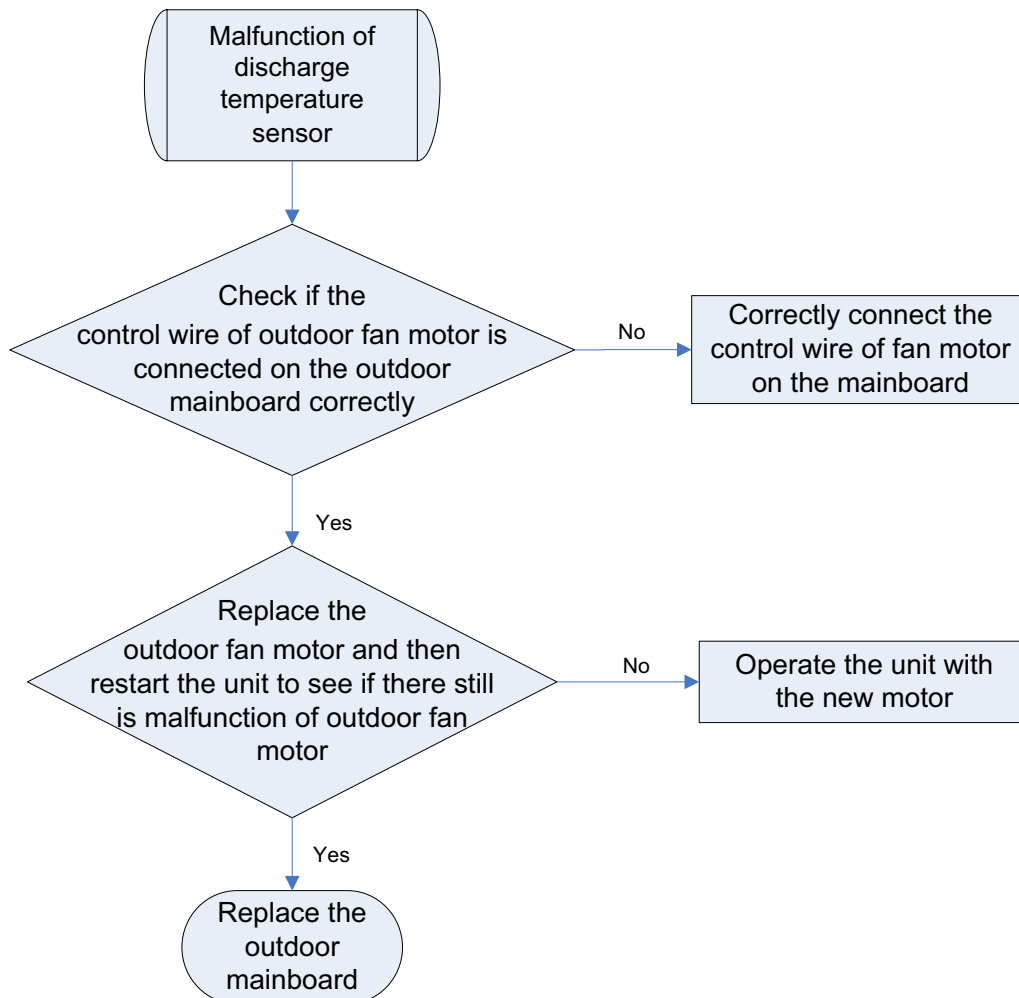 Malfunction of
discharge
temperature
sensor
Check if the
control wire of outdoor fan motor is
connected on the outdoor
mainboard correctly
No
Correctly connect the
control wire of fan motor
on the mainboard
Yes
Replace the
outdoor fan motor and then
restart the unit to see if there still
is malfunction of outdoor fan
motor
No
Operate the unit with
the new motor
Yes
Replace the
outdoor
mainboard